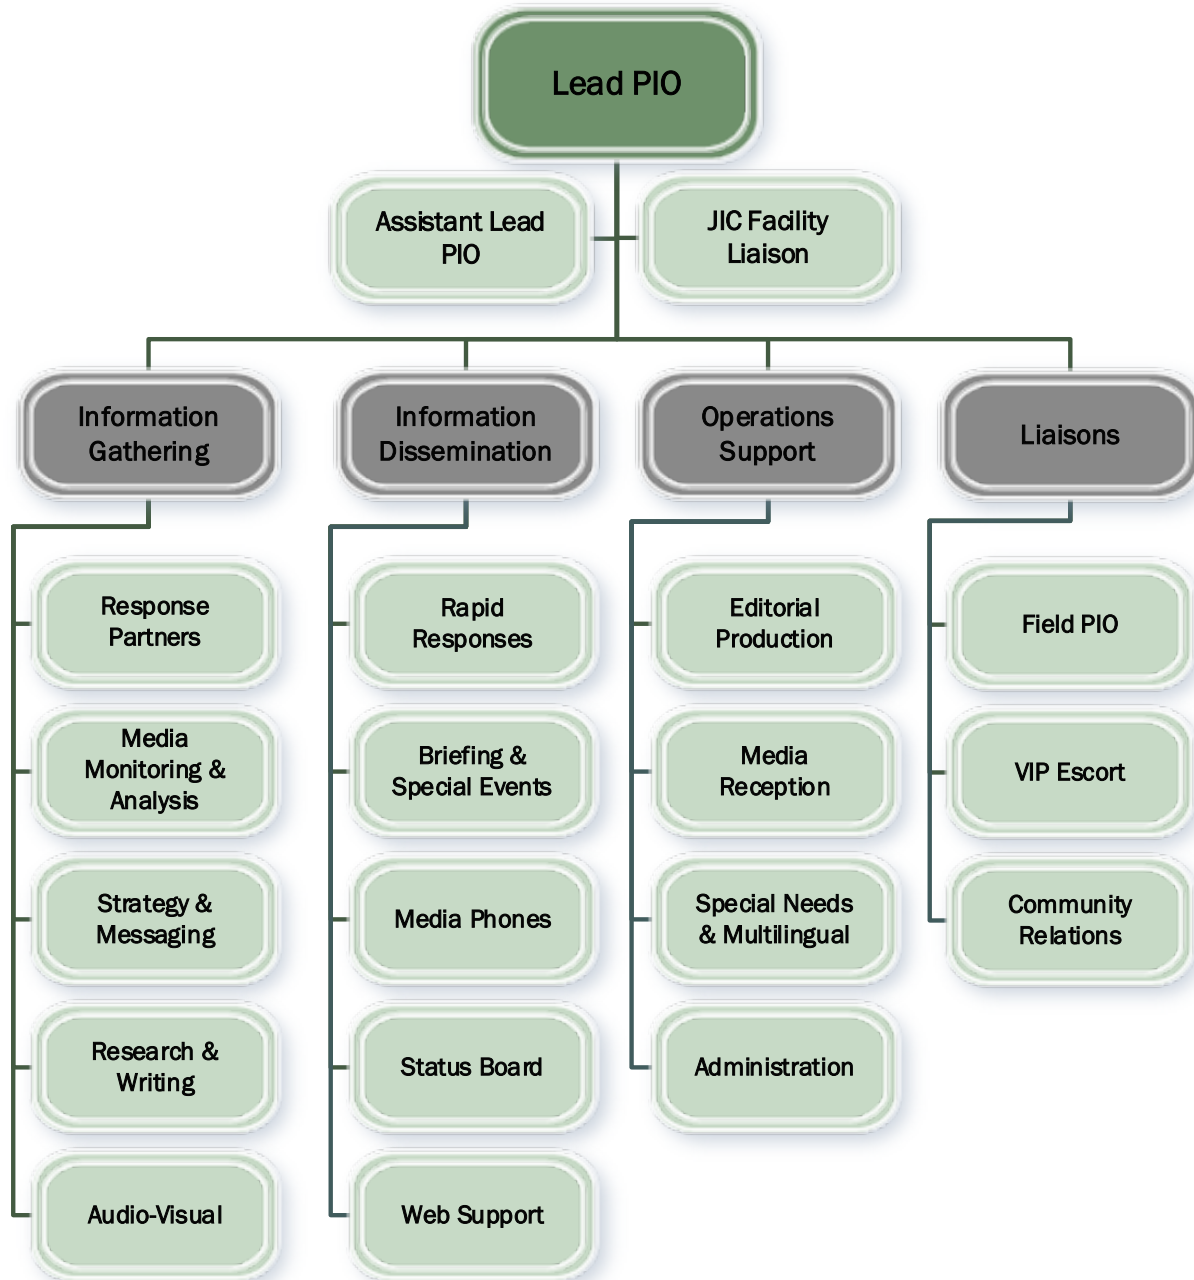 Lead PIO
Assistant Lead
PIO
JIC Facility
Liaison
Information
Gathering
Information
Dissemination
Operations
Support
Liaisons
Response
Partners
Media
Monitoring &
Analysis
Strategy &
Messaging
Research &
Writing
Audio-Visual
Rapid
Responses
Briefing &
Special Events
Media Phones
Status Board
Web Support
Editorial
Production
Media
Reception
Special Needs
& Multilingual
Administration
Field PIO
VIP Escort
Community
Relations